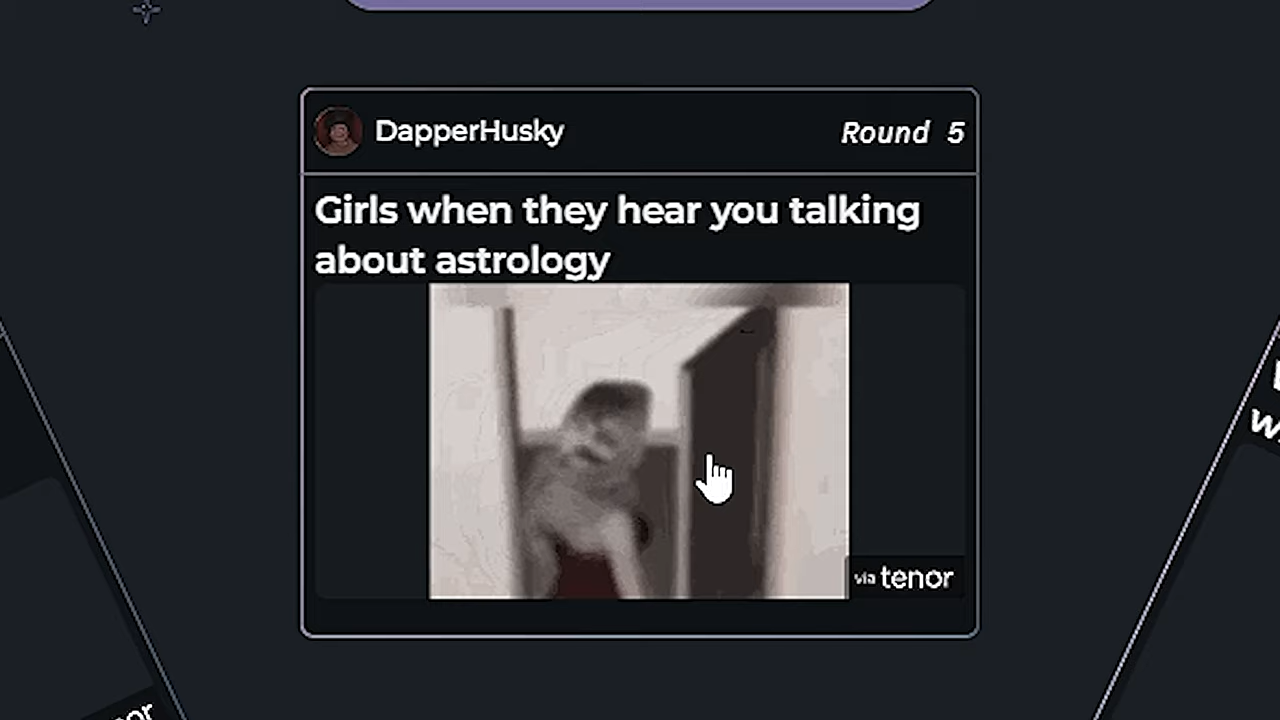 DapperHusky
Round 5
Girls when they hear you talking
about astrology
via tenor